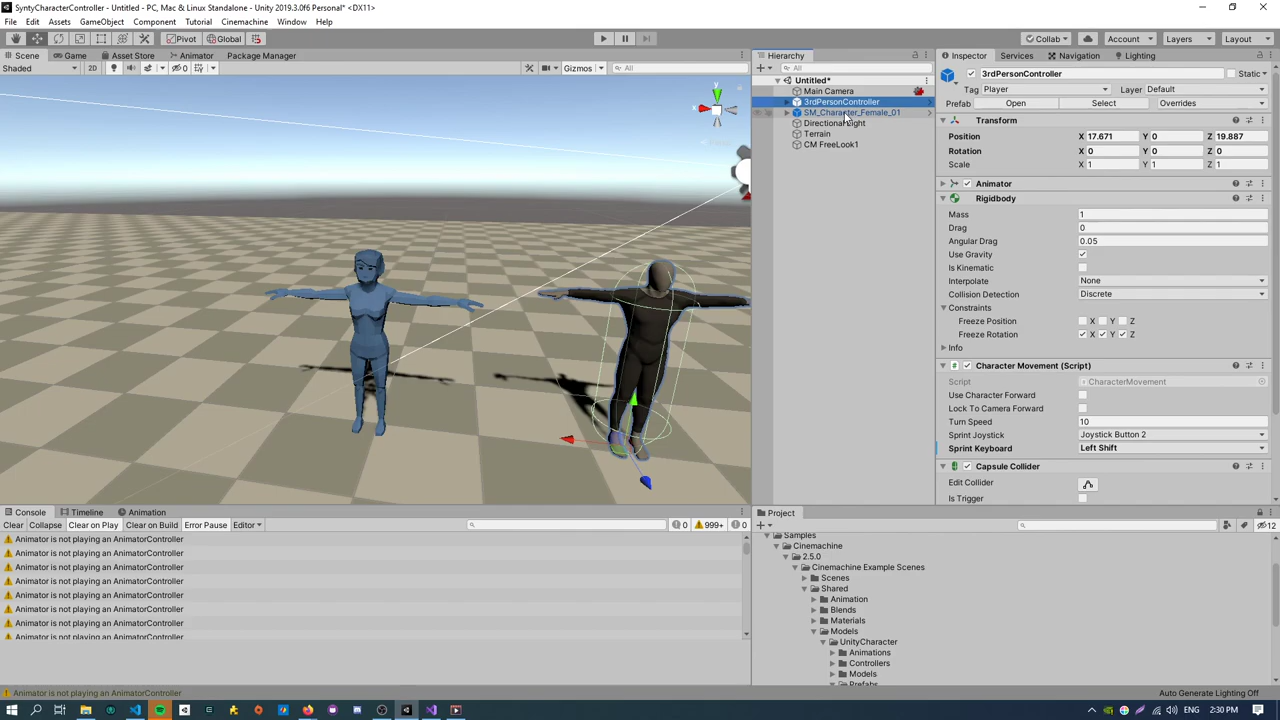 SyntyCharacterController - Untitled - PC, Mac & Linux Standalone - Unity 2019.3.0f6 Personal* <DX11>
File Edit Assets GameObject Component Tutorial Cinemachine Window Help
Pivot Global Collab Account Layers Layout
Scene Game Asset Store Animator Package Manager
Shaded 2D 0 Gizmos All
Hierarchy
All
Untitled*
Main Camera
3rdPersonController
SM_Character_Female_01
Directional Light
Terrain
CM FreeLook1
y
x
Inspector Services Navigation Lighting
3rdPersonController Static
Tag Player Layer Default
Prefab Open Select Overrides
Transform
Position X 17.671 Y 0 Z 19.887
Rotation X 0 Y 0 Z 0
Scale X 1 Y 1 Z 1
Animator
Rigidbody
Mass 1
Drag 0
Angular Drag 0.05
Use Gravity
Is Kinematic
Interpolate None
Collision Detection Discrete
Constraints
Freeze Position X Y Z
Freeze Rotation X Y Z
Info
Character Movement (Script)
Script CharacterMovement
Use Character Forward
Lock To Camera Forward
Turn Speed 10
Sprint Joystick Joystick Button 2
Sprint Keyboard Left Shift
Capsule Collider
Edit Collider
Is Trigger
Console Timeline Animation
Clear Collapse Clear on Play Clear on Build Error Pause Editor 0 999+ 0
Animator is not playing an AnimatorController
Animator is not playing an AnimatorController
Animator is not playing an AnimatorController
Animator is not playing an AnimatorController
Animator is not playing an AnimatorController
Animator is not playing an AnimatorController
Animator is not playing an AnimatorController
Animator is not playing an AnimatorController
Project
12
Samples
Cinemachine
2.5.0
Cinemachine Example Scenes
Scenes
Shared
Animation
Blends
Materials
Models
UnityCharacter
Animations
Controllers
Models
Prefabs
Animator is not playing an AnimatorController
Auto Generate Lighting Off
ENG 2:30 PM